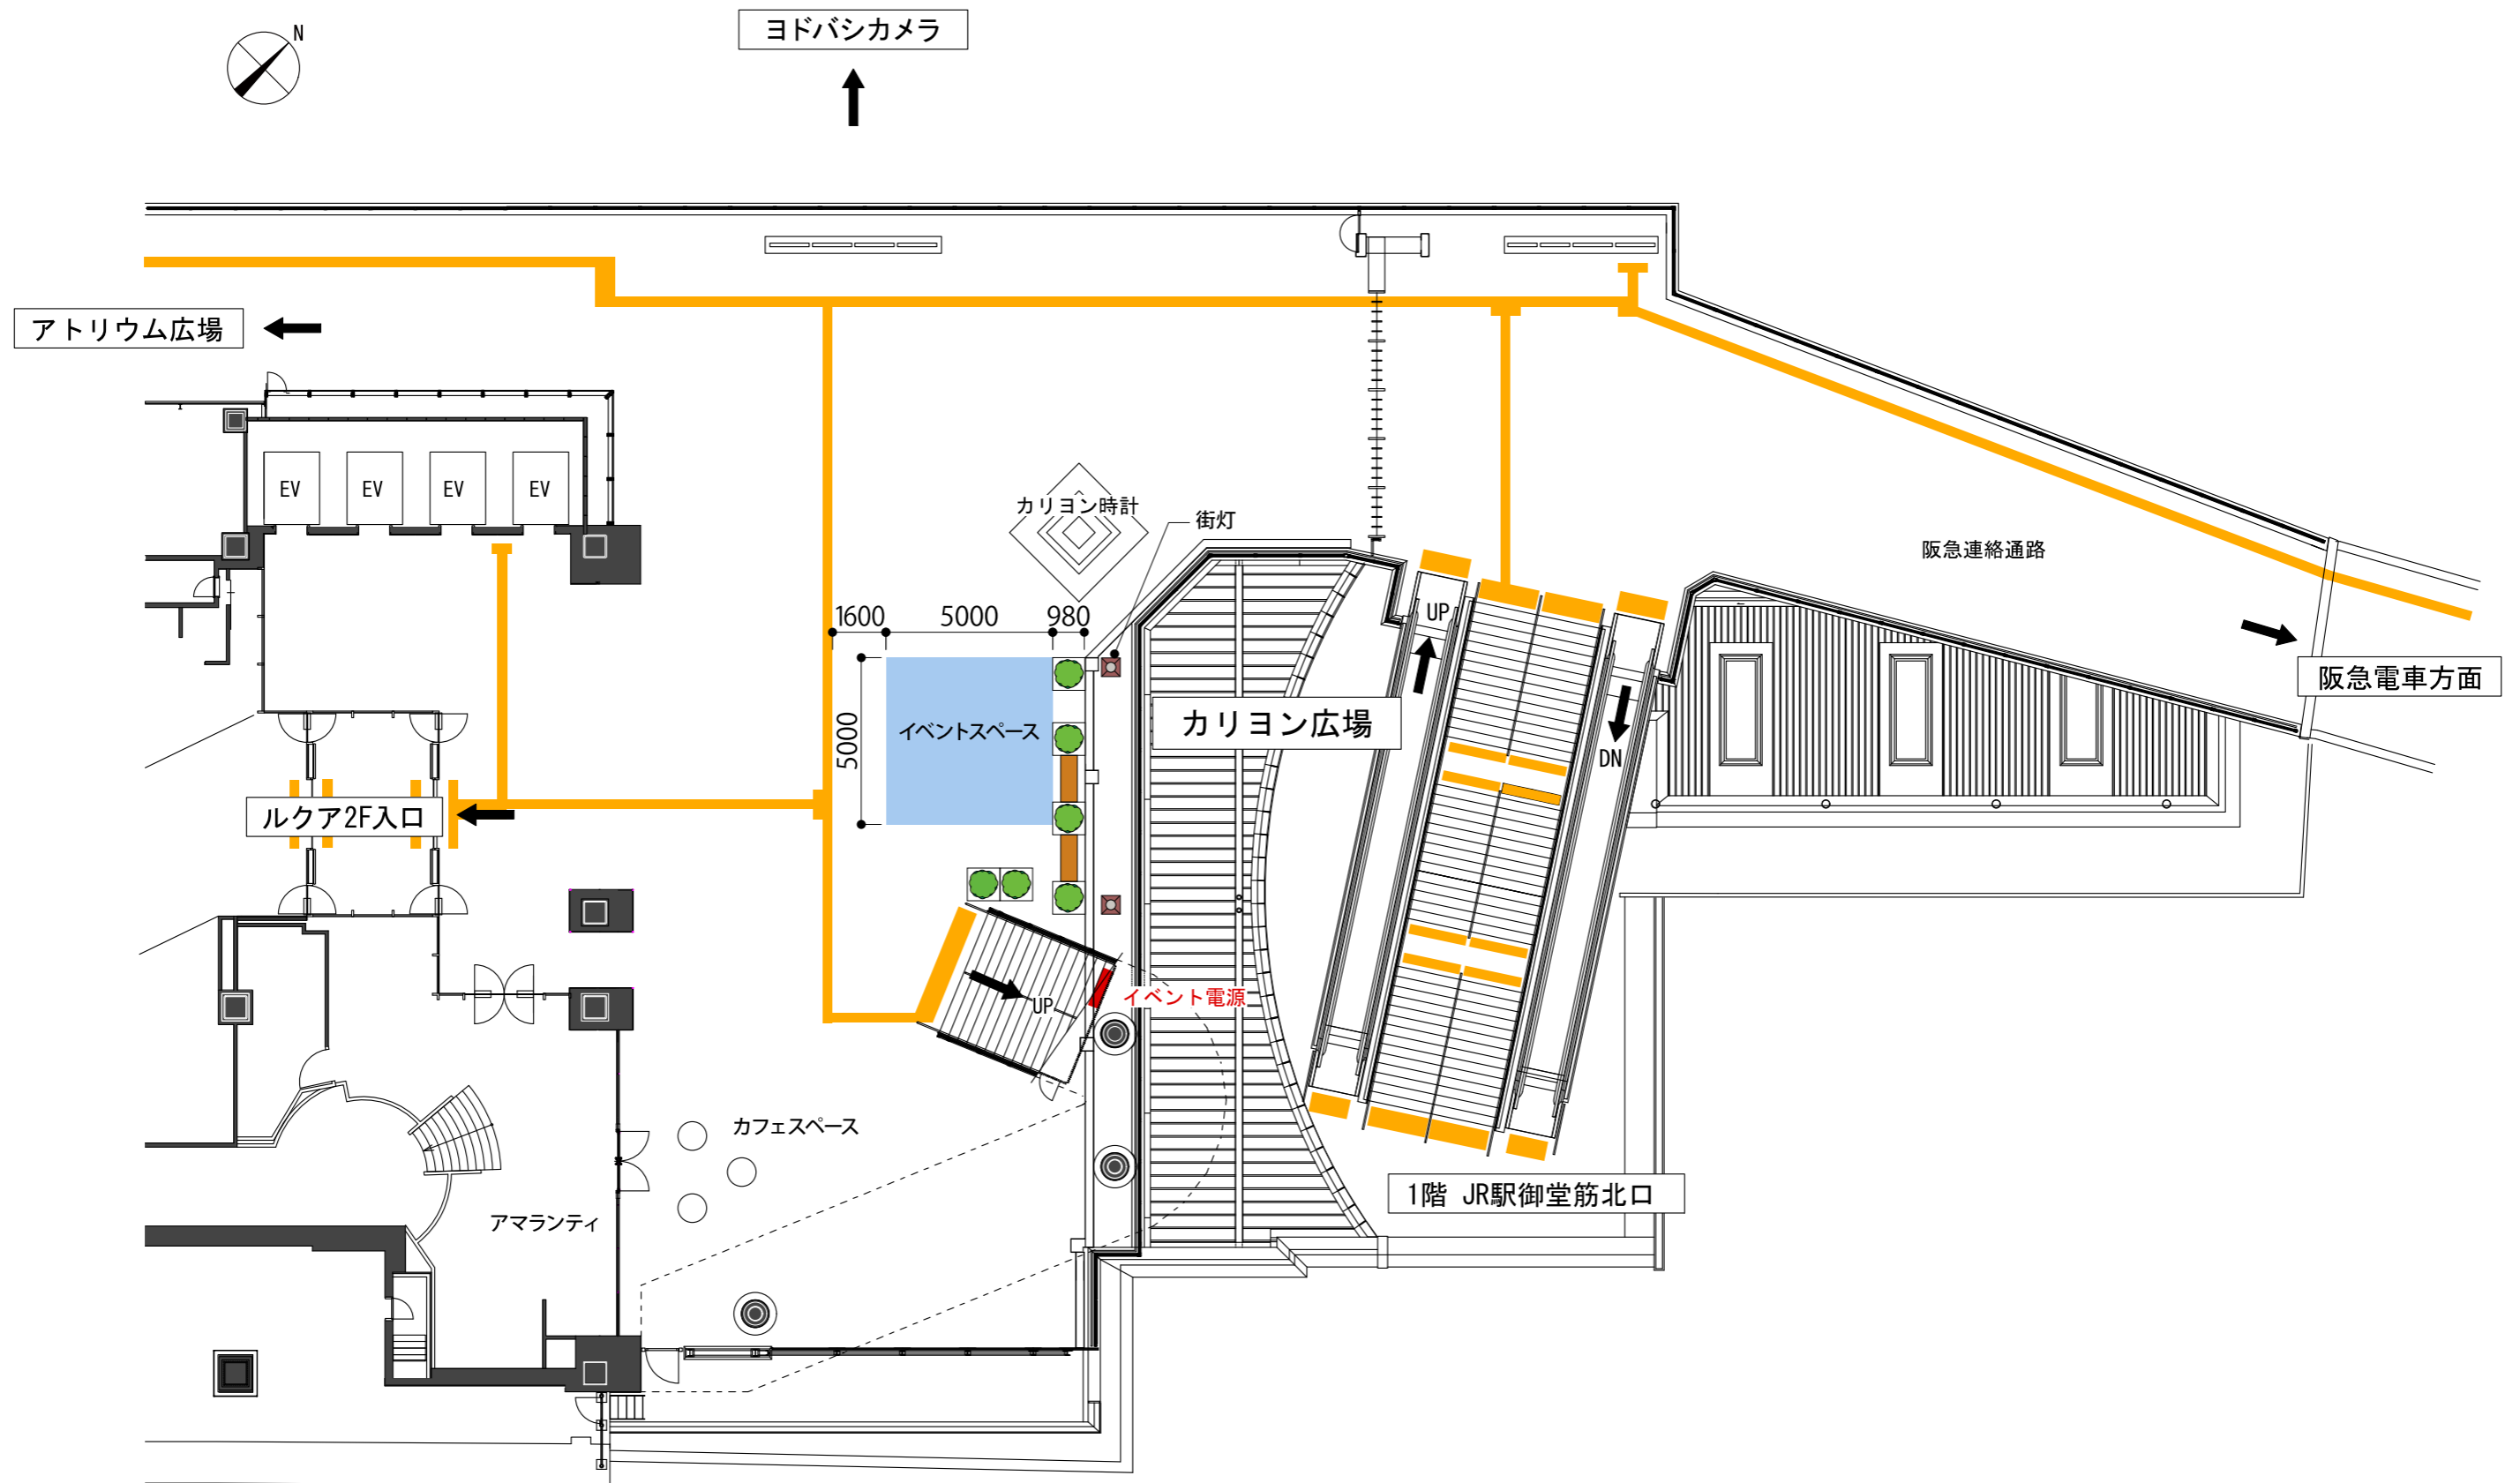 ヨドバシカメラ
N
アトリウム広場
EV
EV
EV
EV
カリヨン時計
街灯
阪急連絡通路
1600
5000
980
UP
阪急電車方面
カリヨン広場
イベントスペース
5000
DN
ルクア2F入口
イベント電源
UP
カフェスペース
1階 JR駅御堂筋北口
アマランティ